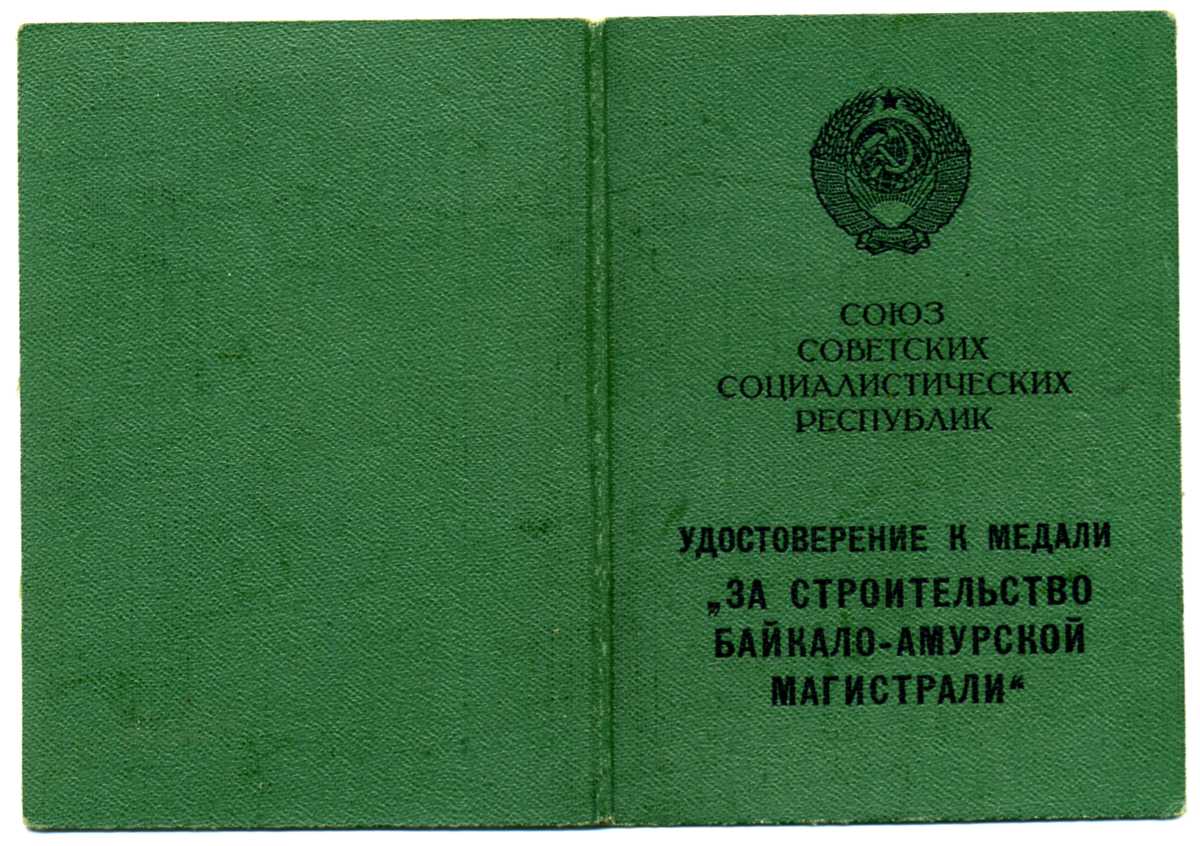 СОЮЗ
СОВЕТСКИХ
СОЦИАЛИСТИЧЕСКИХ
РЕСПУБЛИК
УДОСТОВЕРЕНИЕ К МЕДАЛИ
„ЗА СТРОИТЕЛЬСТВО
БАЙКАЛО-АМУРСКОЙ
МАГИСТРАЛИ“